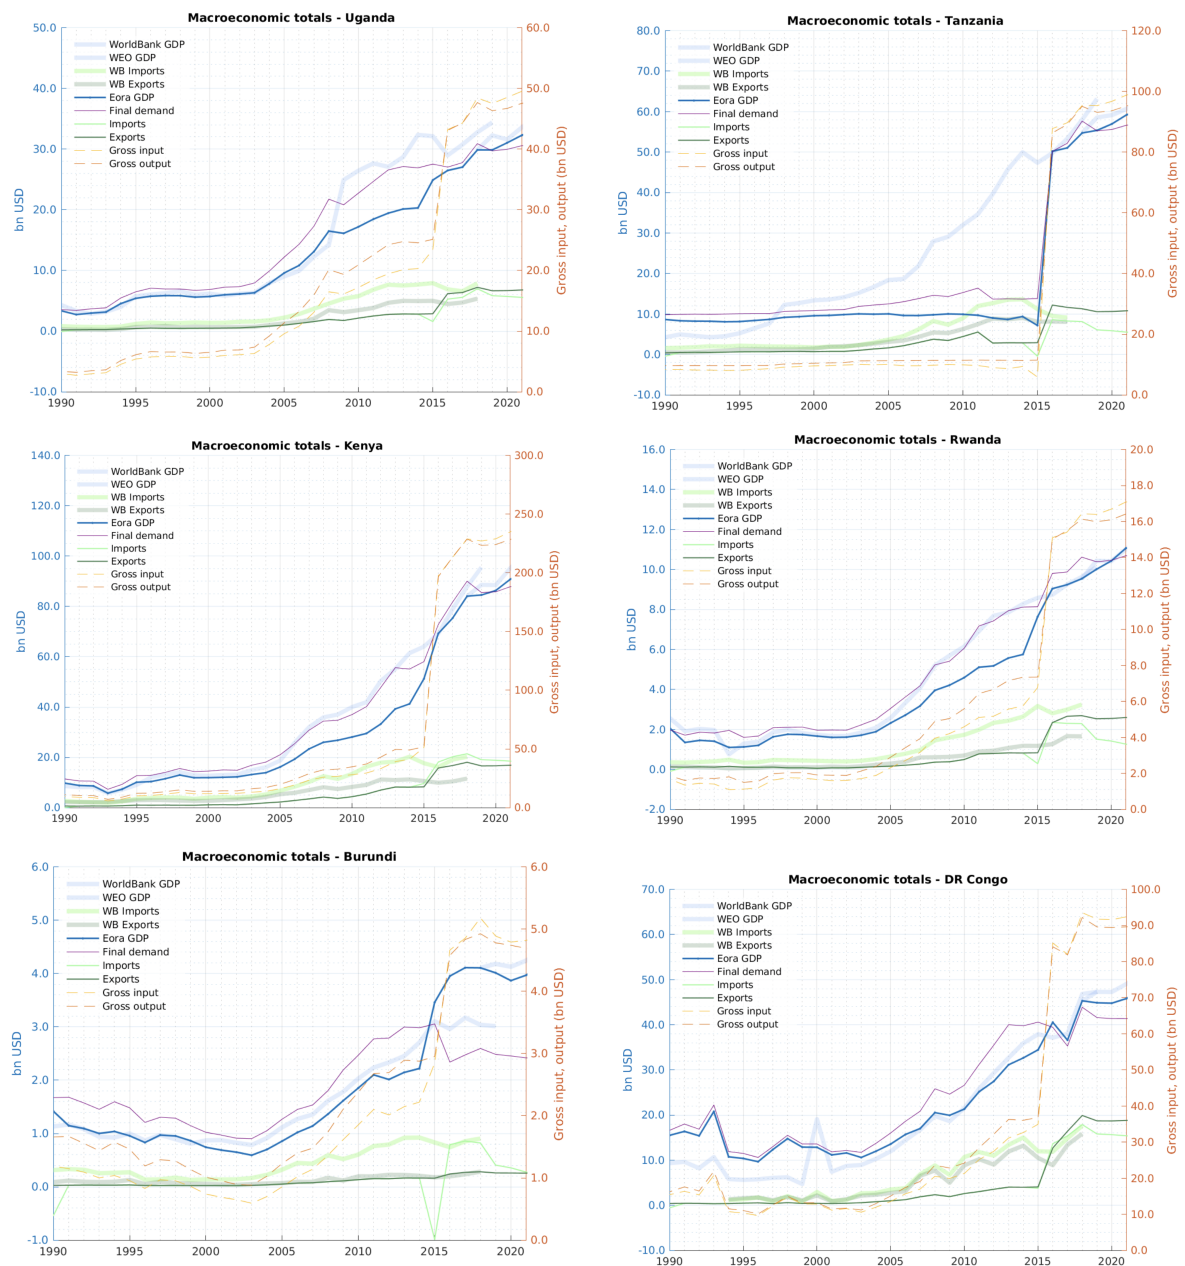 Macroeconomic totals - Uganda
50.0
40.0
30.0
20.0
10.0
0.0
-10.0
bn USD
60.0
50.0
40.0
30.0
20.0
10.0
0.0
Gross input, output (bn USD)
WorldBank GDP
WEO GDP
WB Imports
WB Exports
Eora GDP
Final demand
Imports
Exports
Gross input
Gross output
1990 1995 2000 2005 2010 2015 2020
Macroeconomic totals - Tanzania
80.0
70.0
60.0
50.0
40.0
30.0
20.0
10.0
0.0
-10.0
bn USD
120.0
100.0
80.0
60.0
40.0
20.0
0.0
Gross input, output (bn USD)
WorldBank GDP
WEO GDP
WB Imports
WB Exports
Eora GDP
Final demand
Imports
Exports
Gross input
Gross output
1990 1995 2000 2005 2010 2015 2020
Macroeconomic totals - Kenya
140.0
120.0
100.0
80.0
60.0
40.0
20.0
0.0
bn USD
300.0
250.0
200.0
150.0
100.0
50.0
0.0
Gross input, output (bn USD)
WorldBank GDP
WEO GDP
WB Imports
WB Exports
Eora GDP
Final demand
Imports
Exports
Gross input
Gross output
1990 1995 2000 2005 2010 2015 2020
Macroeconomic totals - Rwanda
16.0
14.0
12.0
10.0
8.0
6.0
4.0
2.0
0.0
-2.0
bn USD
20.0
18.0
16.0
14.0
12.0
10.0
8.0
6.0
4.0
2.0
0.0
Gross input, output (bn USD)
WorldBank GDP
WEO GDP
WB Imports
WB Exports
Eora GDP
Final demand
Imports
Exports
Gross input
Gross output
1990 1995 2000 2005 2010 2015 2020
Macroeconomic totals - Burundi
6.0
5.0
4.0
3.0
2.0
1.0
0.0
-1.0
bn USD
6.0
5.0
4.0
3.0
2.0
1.0
0.0
Gross input, output (bn USD)
WorldBank GDP
WEO GDP
WB Imports
WB Exports
Eora GDP
Final demand
Imports
Exports
Gross input
Gross output
1990 1995 2000 2005 2010 2015 2020
Macroeconomic totals - DR Congo
70.0
60.0
50.0
40.0
30.0
20.0
10.0
0.0
-10.0
bn USD
100.0
90.0
80.0
70.0
60.0
50.0
40.0
30.0
20.0
10.0
0.0
Gross input, output (bn USD)
WorldBank GDP
WEO GDP
WB Imports
WB Exports
Eora GDP
Final demand
Imports
Exports
Gross input
Gross output
1990 1995 2000 2005 2010 2015 2020